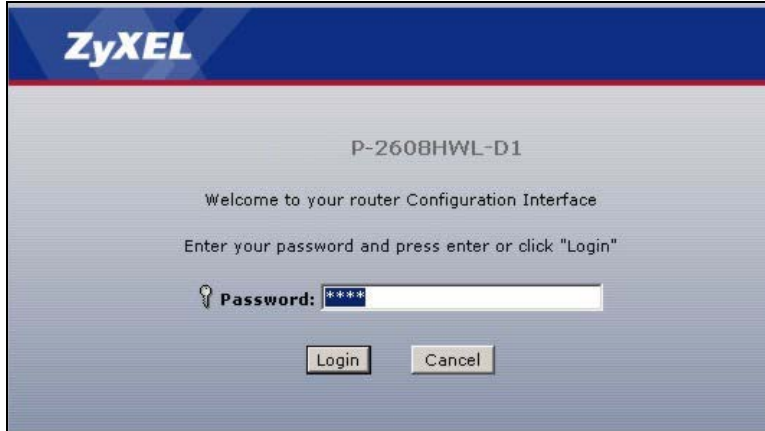 ZyXEL
P-2608HWL-D1
Welcome to your router Configuration Interface
Enter your password and press enter or click "Login"
Password: ****
Login Cancel